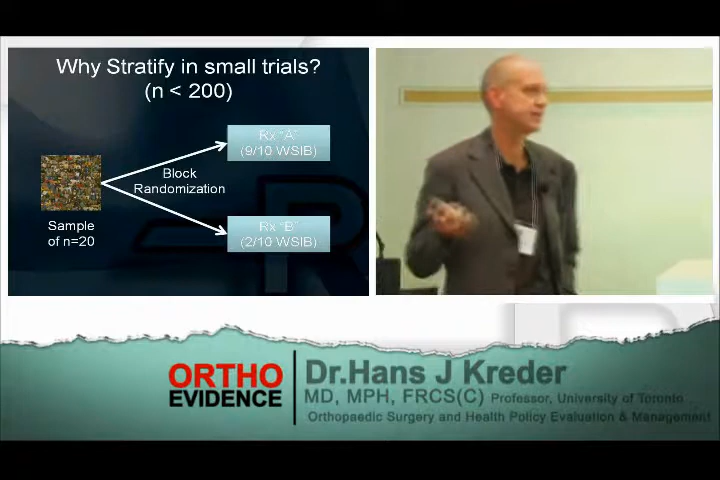 Why Stratify in small trials?
(n < 200)
Rx "A"
(9/10 WSIB)
Block
Randomization
Sample
of n=20
Rx "B"
(2/10 WSIB)
ORTHO
EVIDENCE
Dr.Hans J Kreder
MD, MPH, FRCS(C) Professor, University of Toronto
Orthopaedic Surgery and Health Policy Evaluation & Management